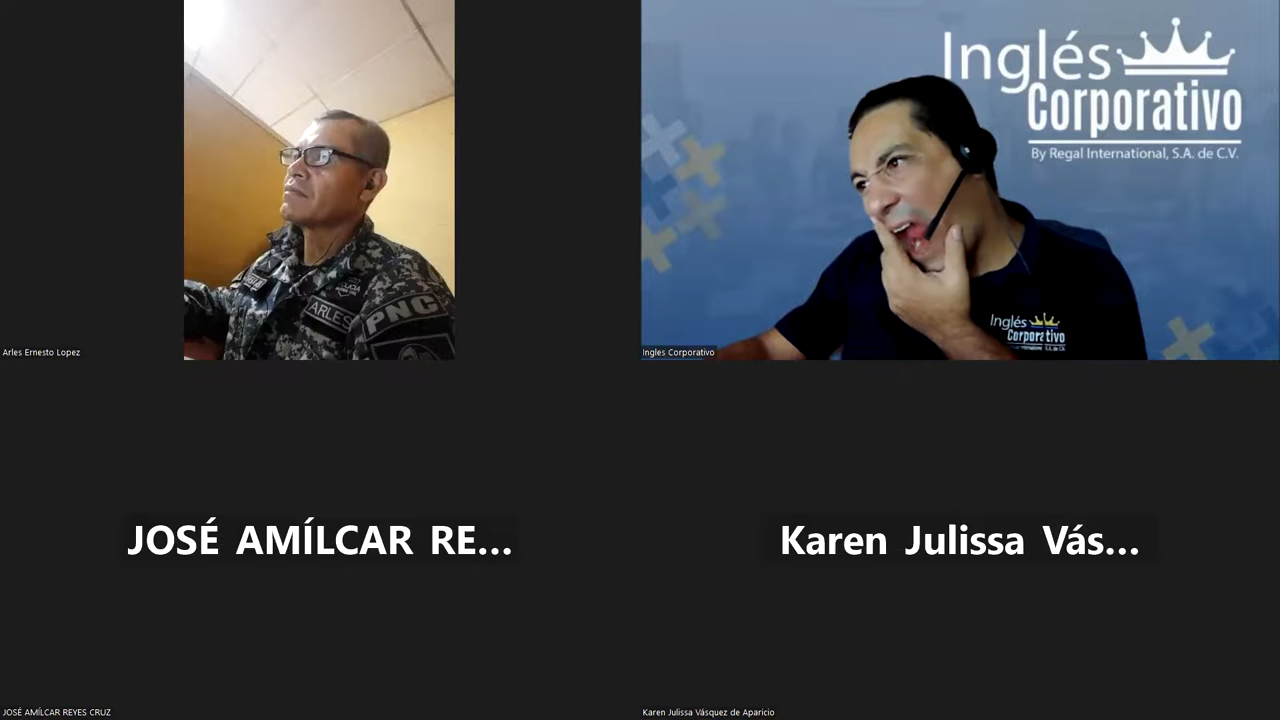 Inglés
Corporativo
By Regal International, S.A. de C.V.
ARLES
PNC
Inglés
Corporativo
Arles Ernesto Lopez
Ingles Corporativo
JOSÉ AMÍLCAR RE...
Karen Julissa Vás...
JOSÉ AMÍLCAR REYES CRUZ
Karen Julissa Vásquez de Aparicio